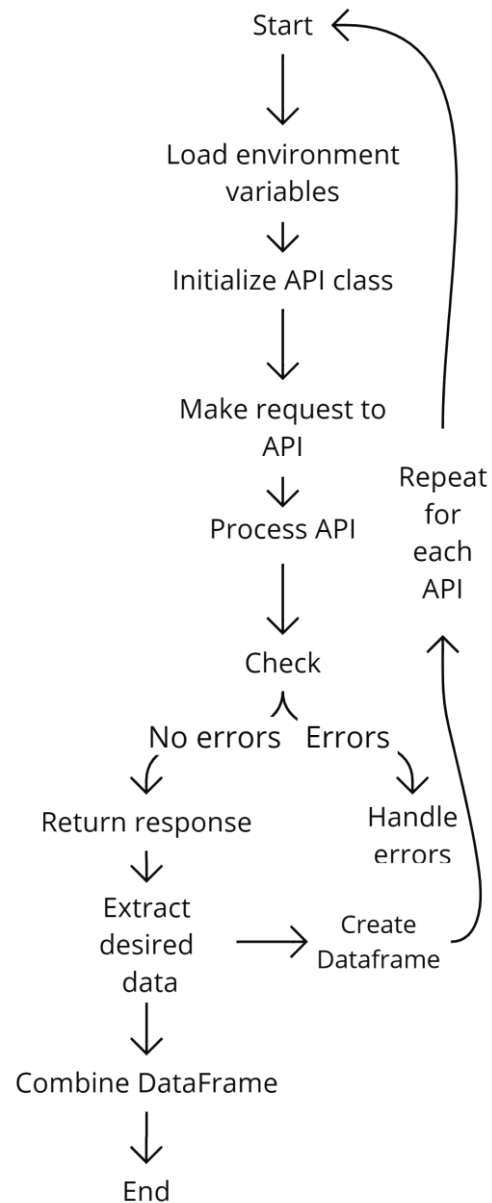 Start
Load environment
variables
Initialize API class
Make request to
API
Process API
Repeat
for
each
API
Check
No errors
Errors
Return response
Handle
errors
Extract
desired
data
Create
Dataframe
Combine DataFrame
End